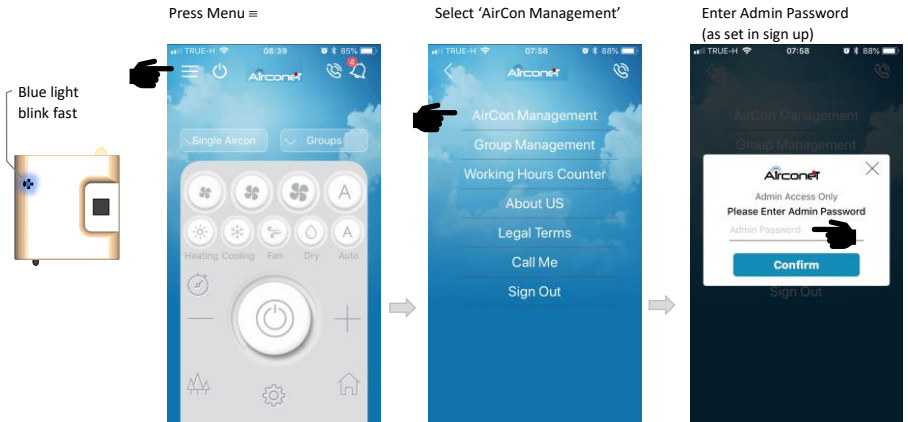 Press Menu ≡
Select ‘AirCon Management’
Enter Admin Password
(as set in sign up)
Blue light
blink fast
TRUE-H 08:39 85%
Airconet
4
Single Aircon
Groups
A
Heating Cooling Fan Dry Auto
A
TRUE-H 07:58 88%
Airconet
AirCon Management
Group Management
Working Hours Counter
About US
Legal Terms
Call Me
Sign Out
TRUE-H 07:58 88%
AirCon Management
Group Management
Airconet
Admin Access Only
Please Enter Admin Password
Admin Password
Confirm
Sign Out